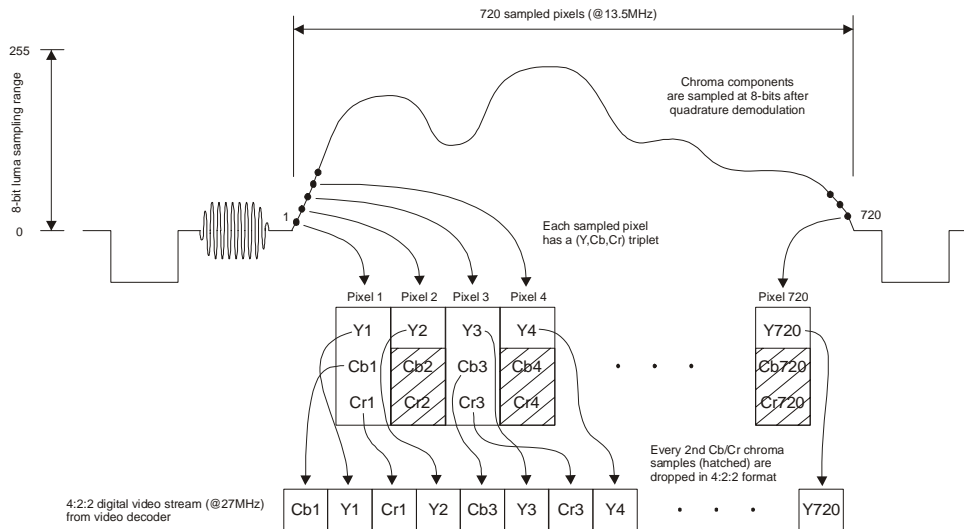 720 sampled pixels (@13.5MHz)
255
8-bit luma sampling range
0
Chroma components
are sampled at 8-bits after
quadrature demodulation
1
720
Each sampled pixel
has a (Y,Cb,Cr) triplet
Pixel 1 Pixel 2 Pixel 3 Pixel 4 Pixel 720
Y1 Y2 Y3 Y4 Y720
Cb1 Cb2 Cb3 Cb4 . . . Cb720
Cr1 Cr2 Cr3 Cr4 Cr720
Every 2nd Cb/Cr chroma
samples (hatched) are
dropped in 4:2:2 format
4:2:2 digital video stream (@27MHz)
from video decoder
Cb1 Y1 Cr1 Y2 Cb3 Y3 Cr3 Y4 . . . Y720